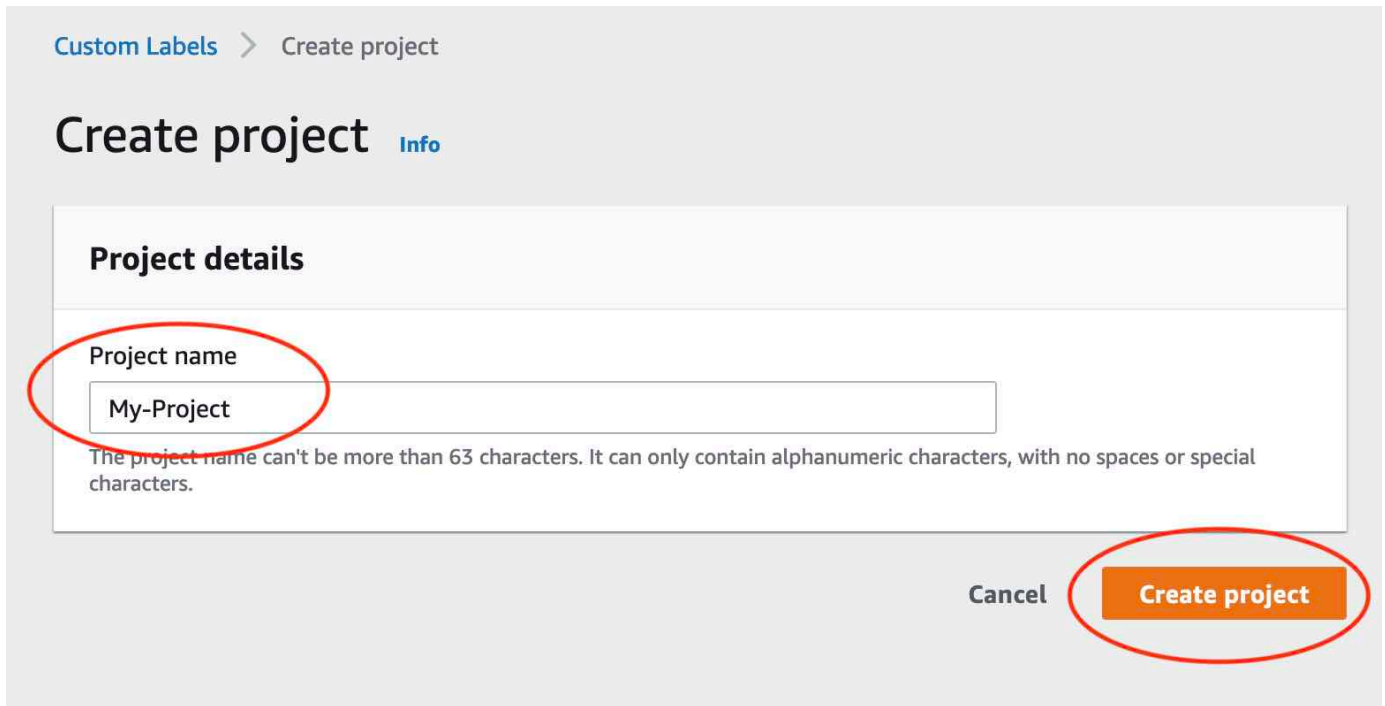 Custom Labels > Create project
Create project Info
Project details
Project name
My-Project
The project name can't be more than 63 characters. It can only contain alphanumeric characters, with no spaces or special
characters.
Cancel Create project